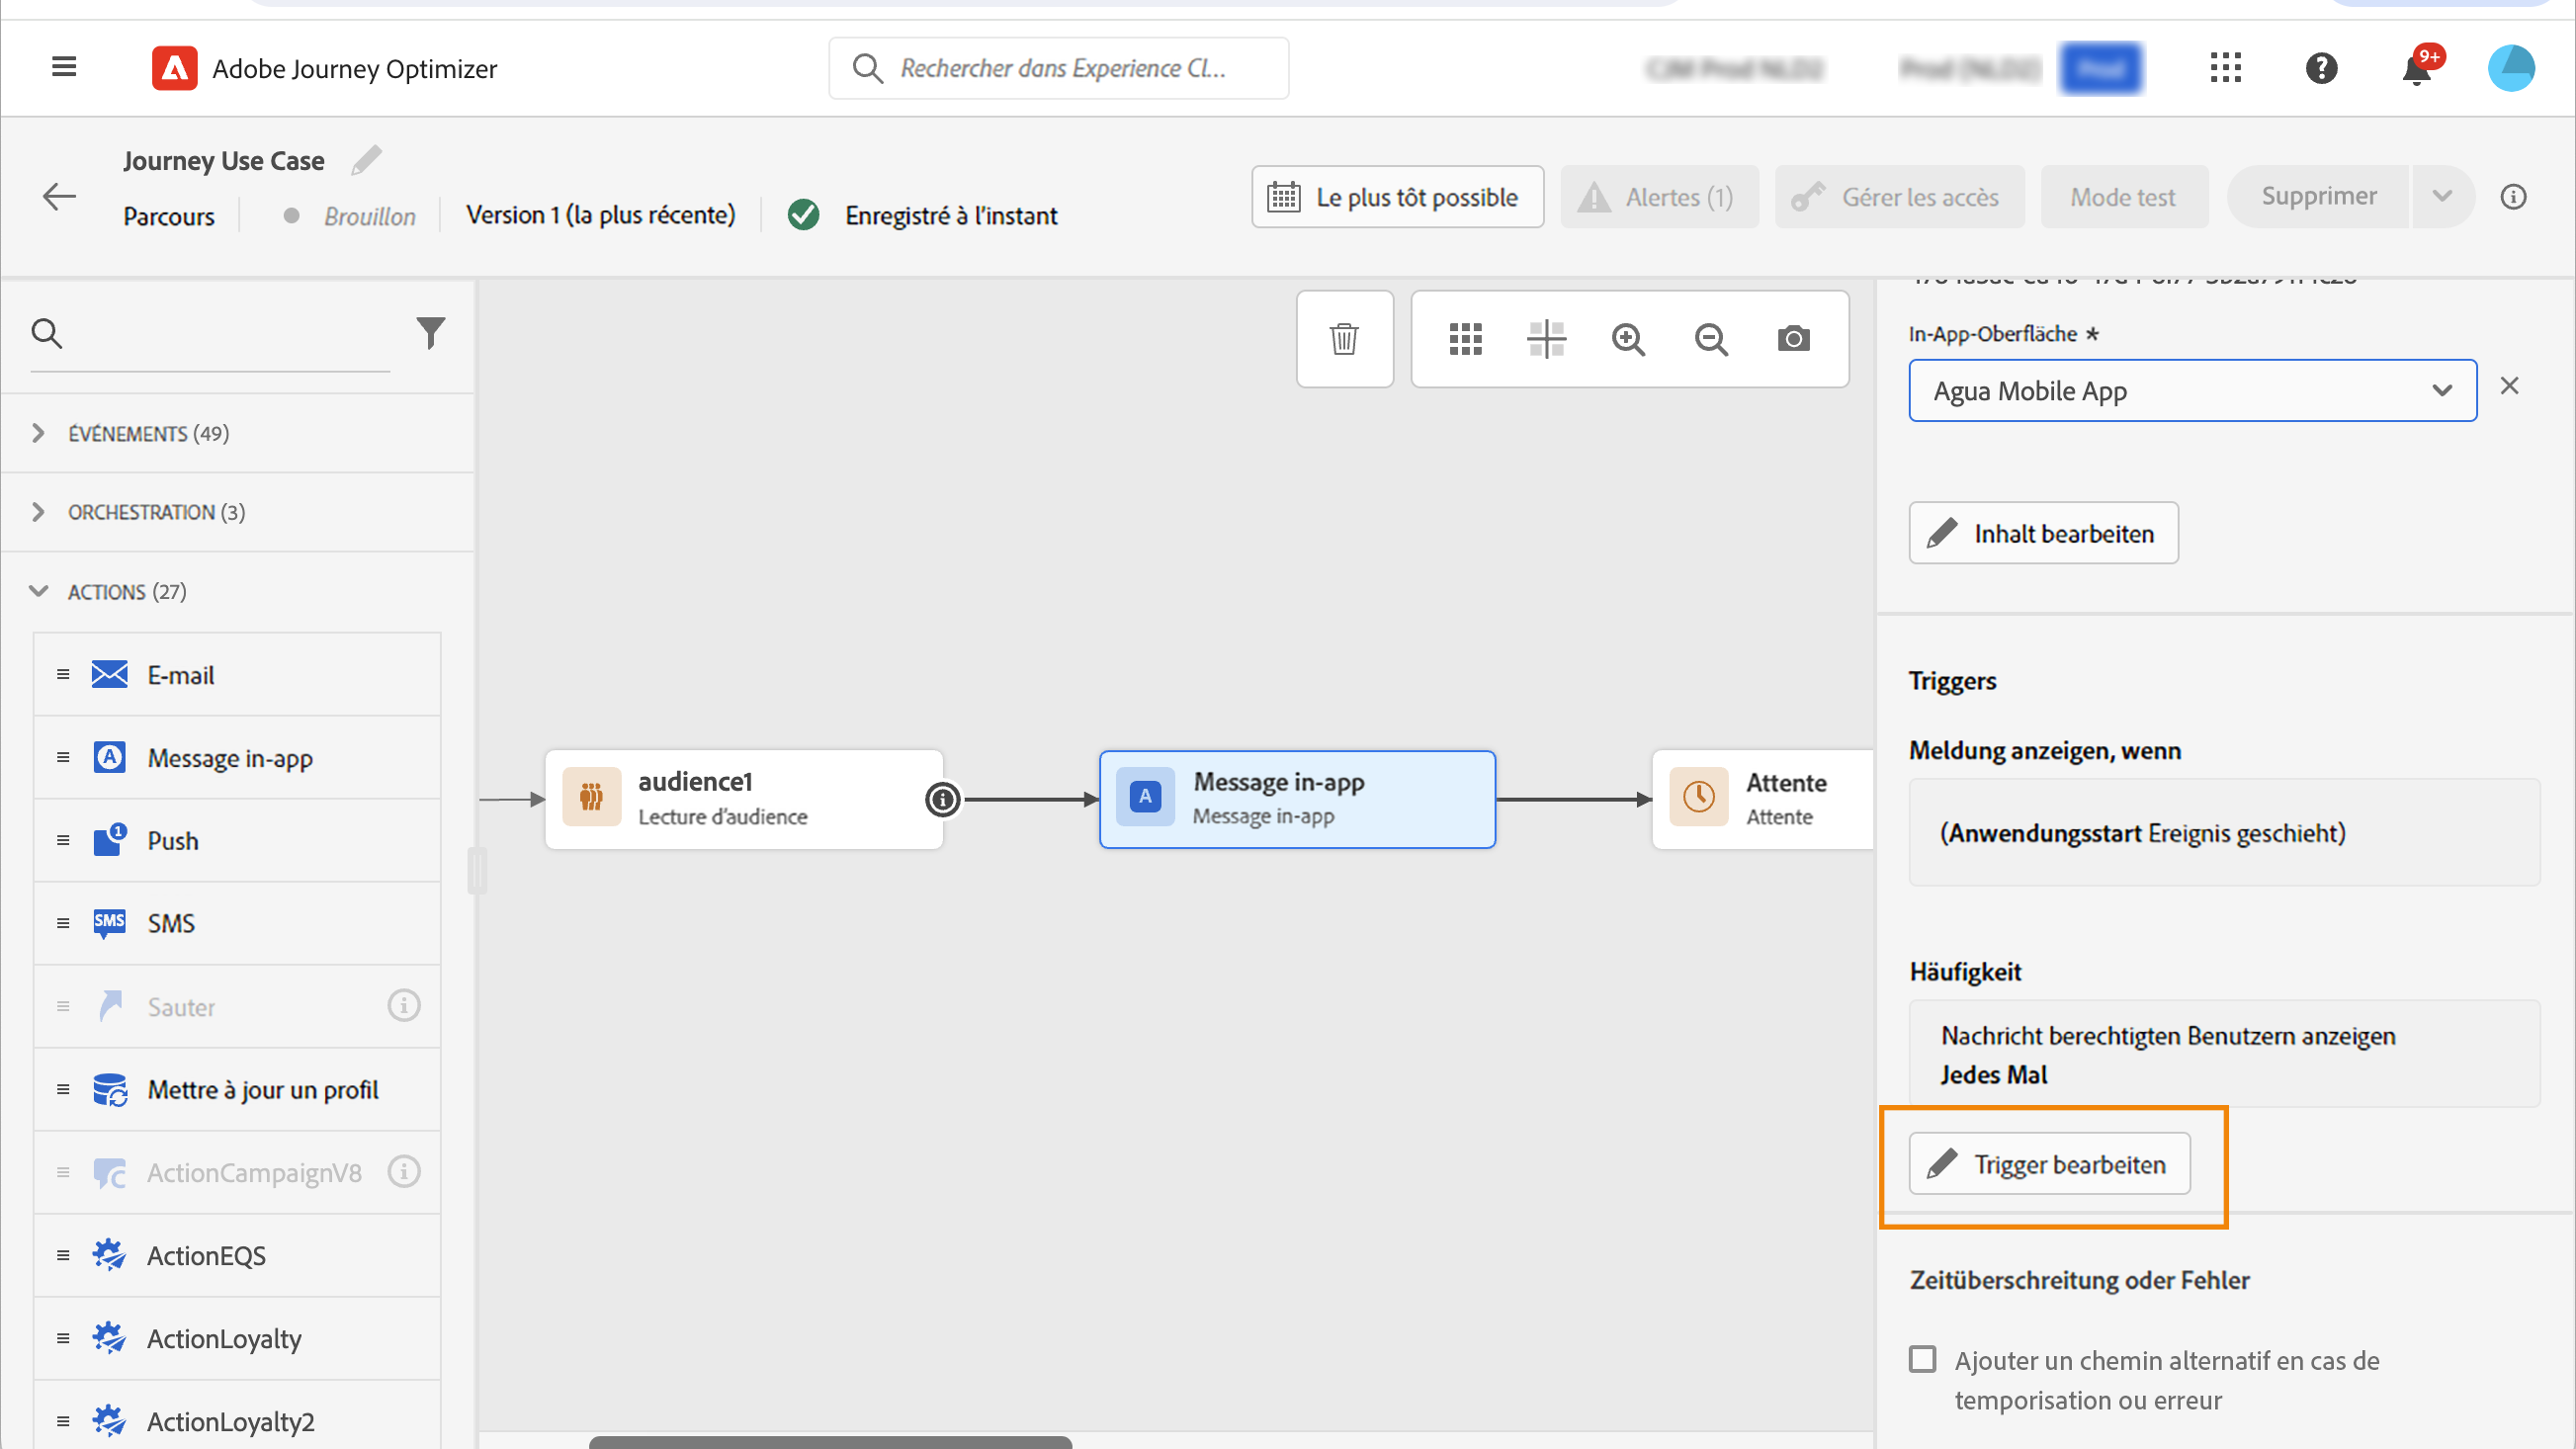 Adobe Journey Optimizer
Rechercher dans Experience Cl...
9+
Journey Use Case
Parcours
Brouillon
Version 1 (la plus récente)
Enregistré à l'instant
Le plus tôt possible
Alertes (1)
Gérer les accès
Mode test
Supprimer
ÉVÉNEMENTS (49)
ORCHESTRATION (3)
ACTIONS (27)
E-mail
Message in-app
1
Push
SMS
SMS
Sauter
Mettre à jour un profil
ActionCampaignV8
ActionEQS
ActionLoyalty
ActionLoyalty2
audience1
Lecture d'audience
Message in-app
Message in-app
Attente
Attente
In-App-Oberfläche *
Agua Mobile App
Inhalt bearbeiten
Triggers
Meldung anzeigen, wenn
(Anwendungsstart Ereignis geschieht)
Häufigkeit
Nachricht berechtigten Benutzern anzeigen
Jedes Mal
Trigger bearbeiten
Zeitüberschreitung oder Fehler
Ajouter un chemin alternatif en cas de
temporisation ou erreur